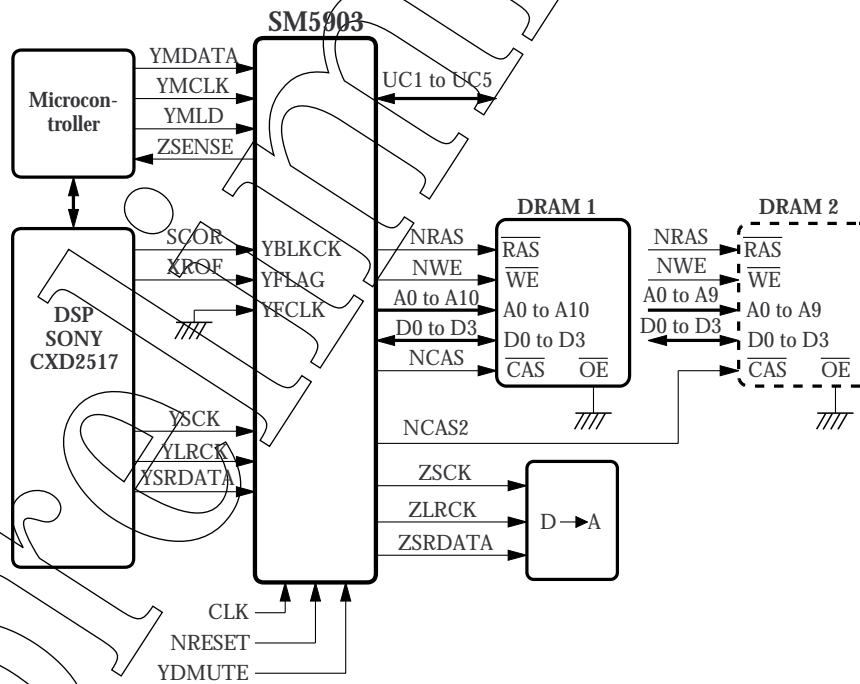 SM5903
YMDATA
YMCLK
YMLD
ZSENSE
Microcon-
troller
UC1 to UC5
DRAM 1
DRAM 2
SCOR
XROF
YBLKCK
YFLAG
YFCLK
DSP
SONY
CXD2517
NRAS
NWE
A0 to A10
D0 to D3
NCAS
RAS
WE
A0 to A10
D0 to D3
CAS OE
NRAS
NWE
A0 to A9
D0 to D3
RAS
WE
A0 to A9
D0 to D3
CAS OE
YSCK
YLRCK
YSRDATA
NCAS2
ZSCK
ZLRCK
ZSRDATA
D A
CLK
NRESET
YDMUTE